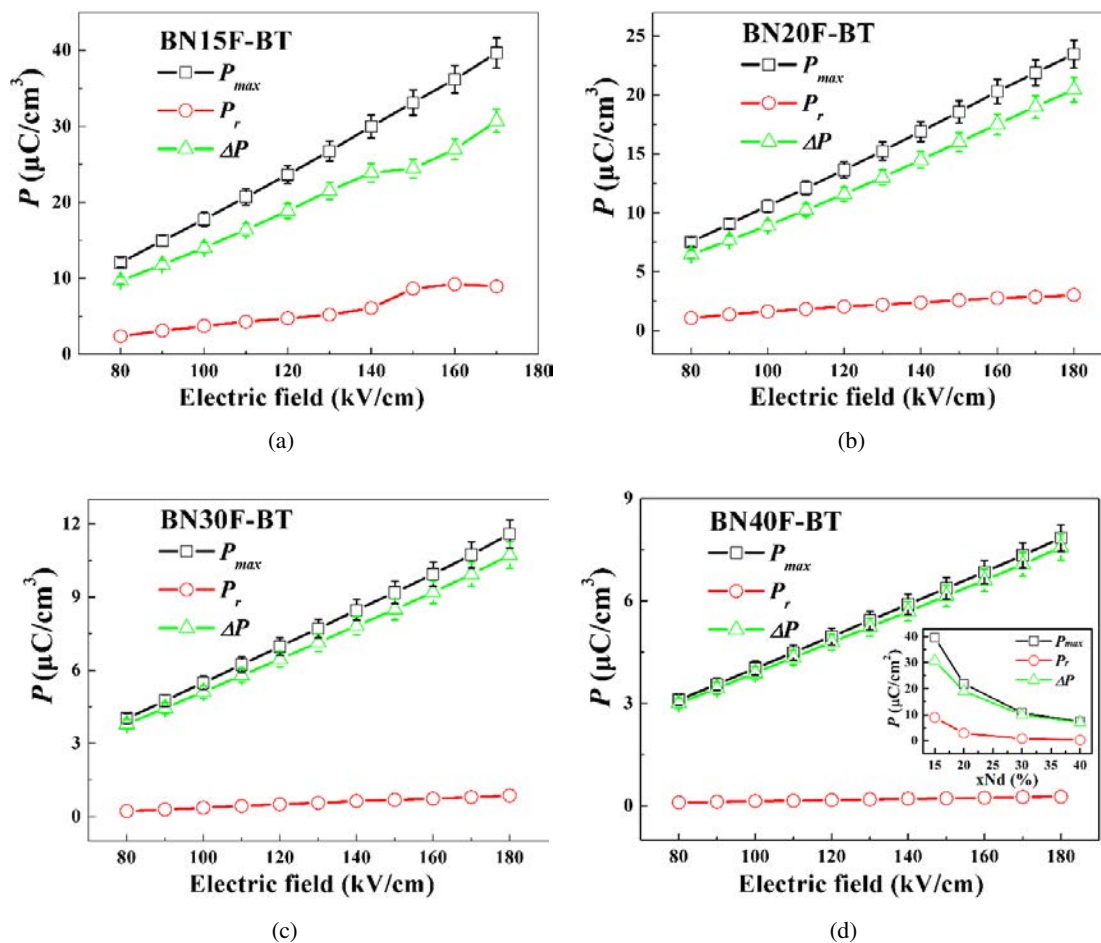 BN15F-BT
P_max
P_r
ΔP
P (μC/cm³)
40
30
20
10
0
80 100 120 140 160 180
Electric field (kV/cm)
(a)
BN20F-BT
P_max
P_r
ΔP
P (μC/cm³)
25
20
15
10
5
0
80 100 120 140 160 180
Electric field (kV/cm)
(b)
BN30F-BT
P_max
P_r
ΔP
P (μC/cm³)
12
9
6
3
0
80 100 120 140 160 180
Electric field (kV/cm)
(c)
BN40F-BT
P_max
P_r
ΔP
P (μC/cm³)
9
6
3
0
80 100 120 140 160 180
Electric field (kV/cm)
P_max
P_r
ΔP
P (μC/cm²)
40
30
20
10
0
15 20 25 30 35 40
xNd (%)
(d)